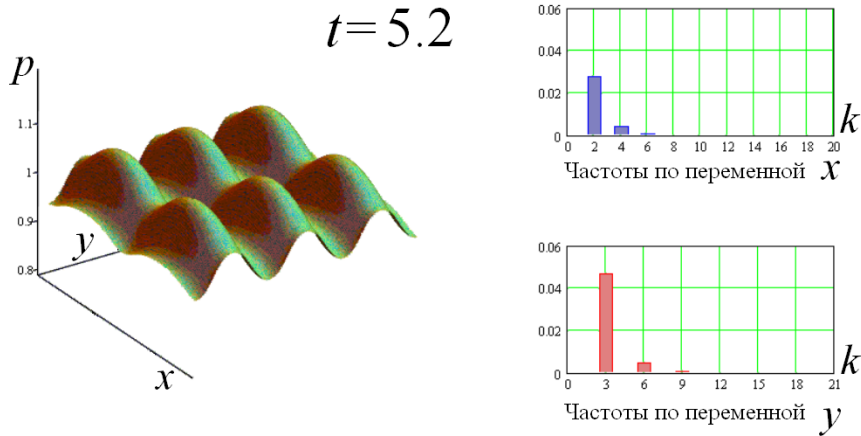 t = 5.2
p
1.1
1
0.9
0.8
y
x
0.06
0.04
0.02
0
0 2 4 6 8 10 12 14 16 18 20
k
Частоты по переменной x
0.06
0.04
0.02
0
0 3 6 9 12 15 18 21
k
Частоты по переменной y